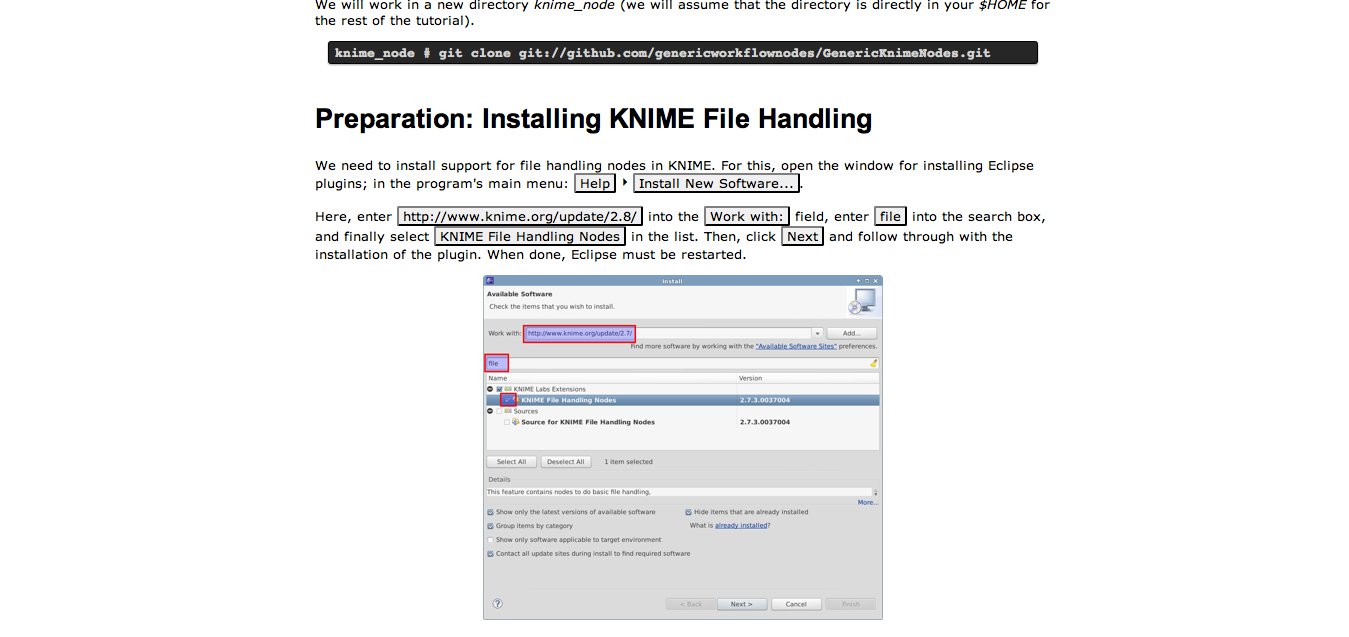 We will work in a new directory knime_node (we will assume that the directory is directly in your $HOME for
the rest of the tutorial).
knime_node # git clone git://github.com/genericworkflownodes/GenericKnimeNodes.git
Preparation: Installing KNIME File Handling
We need to install support for file handling nodes in KNIME. For this, open the window for installing Eclipse
plugins; in the program's main menu: Help ‣ Install New Software... .
Here, enter http://www.knime.org/update/2.8/ into the Work with: field, enter file into the search box,
and finally select KNIME File Handling Nodes in the list. Then, click Next and follow through with the
installation of the plugin. When done, Eclipse must be restarted.
Install
Available Software
Check the items that you wish to install.
Work with: http://www.knime.org/update/2.7/ Add...
Find more software by working with the "Available Software Sites" preferences.
file
Name Version
KNIME Labs Extensions
KNIME File Handling Nodes 2.7.3.0037004
Sources
Source for KNIME File Handling Nodes 2.7.3.0037004
Select All Deselect All 1 item selected
Details
This feature contains nodes to do basic file handling.
More...
Show only the latest versions of available software Hide items that are already installed
Group items by category What is already installed?
Show only software applicable to target environment
Contact all update sites during install to find required software
? < Back Next > Cancel Finish